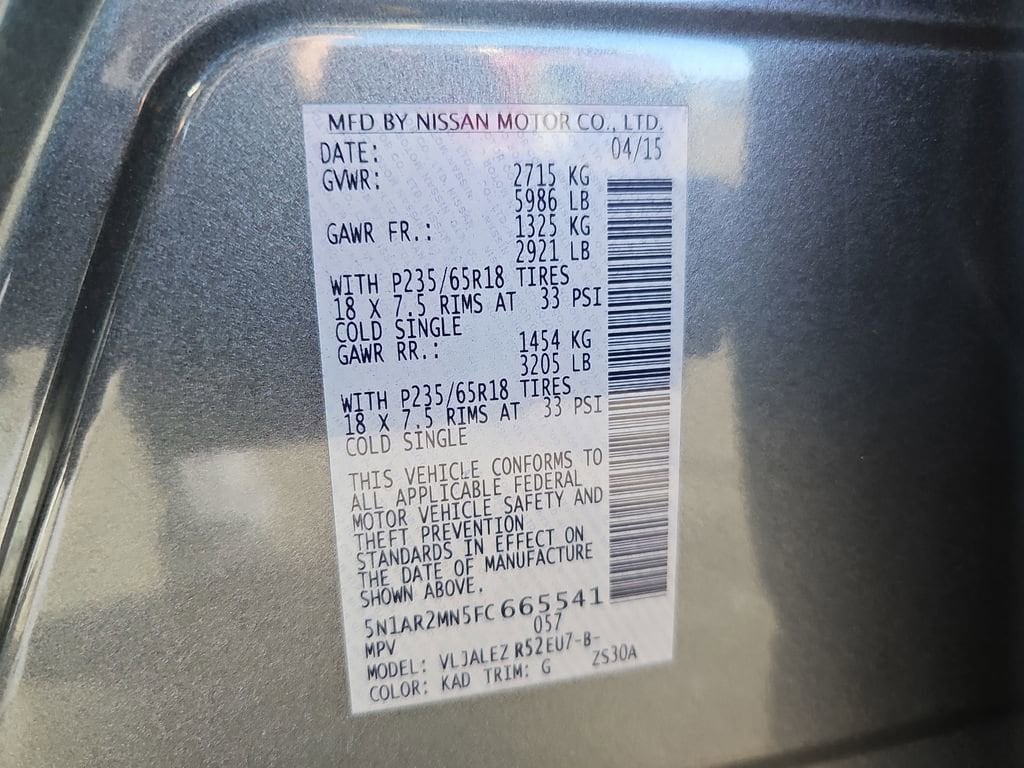 MFD BY NISSAN MOTOR CO., LTD.
DATE: 04/15
GVWR: 2715 KG
5986 LB
GAWR FR.: 1325 KG
2921 LB
WITH P235/65R18 TIRES
18 X 7.5 RIMS AT 33 PSI
COLD SINGLE
GAWR RR.: 1454 KG
3205 LB
WITH P235/65R18 TIRES
18 X 7.5 RIMS AT 33 PSI
COLD SINGLE
THIS VEHICLE CONFORMS TO
ALL APPLICABLE FEDERAL
MOTOR VEHICLE SAFETY AND
THEFT PREVENTION
STANDARDS IN EFFECT ON
THE DATE OF MANUFACTURE
SHOWN ABOVE.
5N1AR2MN5FC665541
MPV 057
MODEL: VLJALEZ R52EU7-B-
COLOR: KAD TRIM: G ZS30A